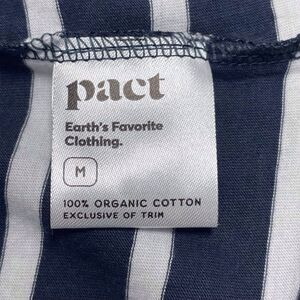 pact
Earth's Favorite
Clothing.
M
100% ORGANIC COTTON
EXCLUSIVE OF TRIM